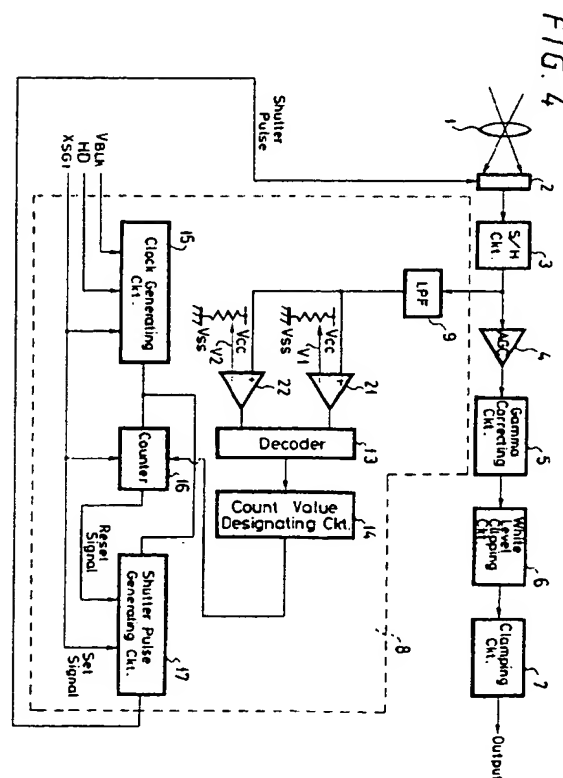 FIG. 4
1
2
S/H
Ckt.
3
AGC
4
Gamma
Correcting
Ckt.
5
White
Level
Clipping
Ckt.
6
Clamping
Ckt.
7
Output
Shutter
Pulse
LPF
9
Vcc
V1
Vss
21
Vcc
V2
Vss
22
+
-
+
-
Decoder
13
Count Value
Designating Ckt.
14
8
VBLK
HD
XSG1
15
Clock Generating
Ckt.
Counter
16
Reset
Signal
Shutter Pulse
Generating Ckt.
17
Set
Signal